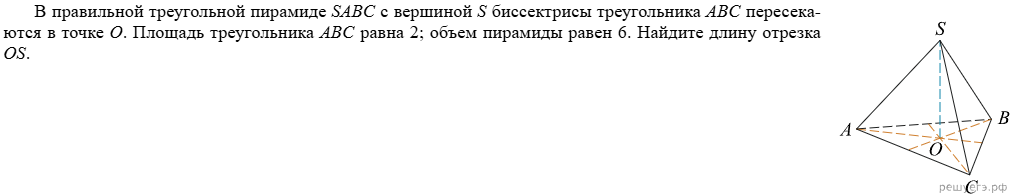 В правильной треугольной пирамиде SABC с вершиной S биссектрисы треугольника ABC пересека-
ются в точке O. Площадь треугольника ABC равна 2; объем пирамиды равен 6. Найдите длину отрезка
OS.
S
A
B
O
C
решуегэ.рф